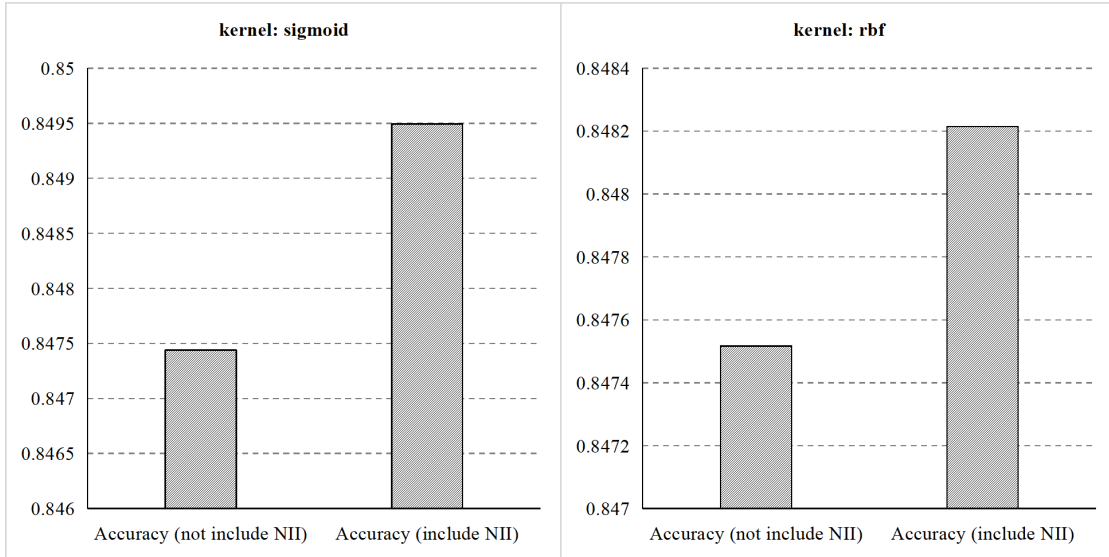 kernel: sigmoid
0.85
0.8495
0.849
0.8485
0.848
0.8475
0.847
0.8465
0.846
Accuracy (not include NII)
Accuracy (include NII)
kernel: rbf
0.8484
0.8482
0.848
0.8478
0.8476
0.8474
0.8472
0.847
Accuracy (not include NII)
Accuracy (include NII)